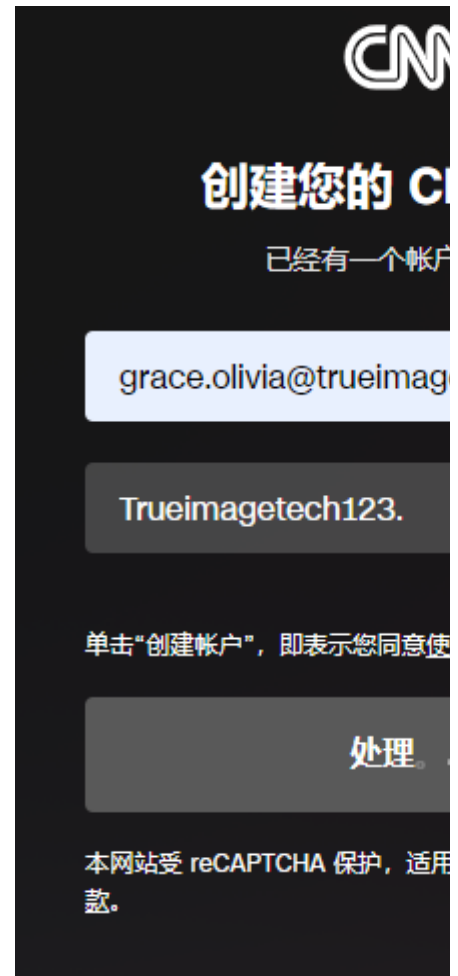 CNN
创建您的 C
已经有一个帐户
grace.olivia@trueimag
Trueimagetech123.
单击“创建帐户”，即表示您同意使
处理。
本网站受 reCAPTCHA 保护，适用
款。